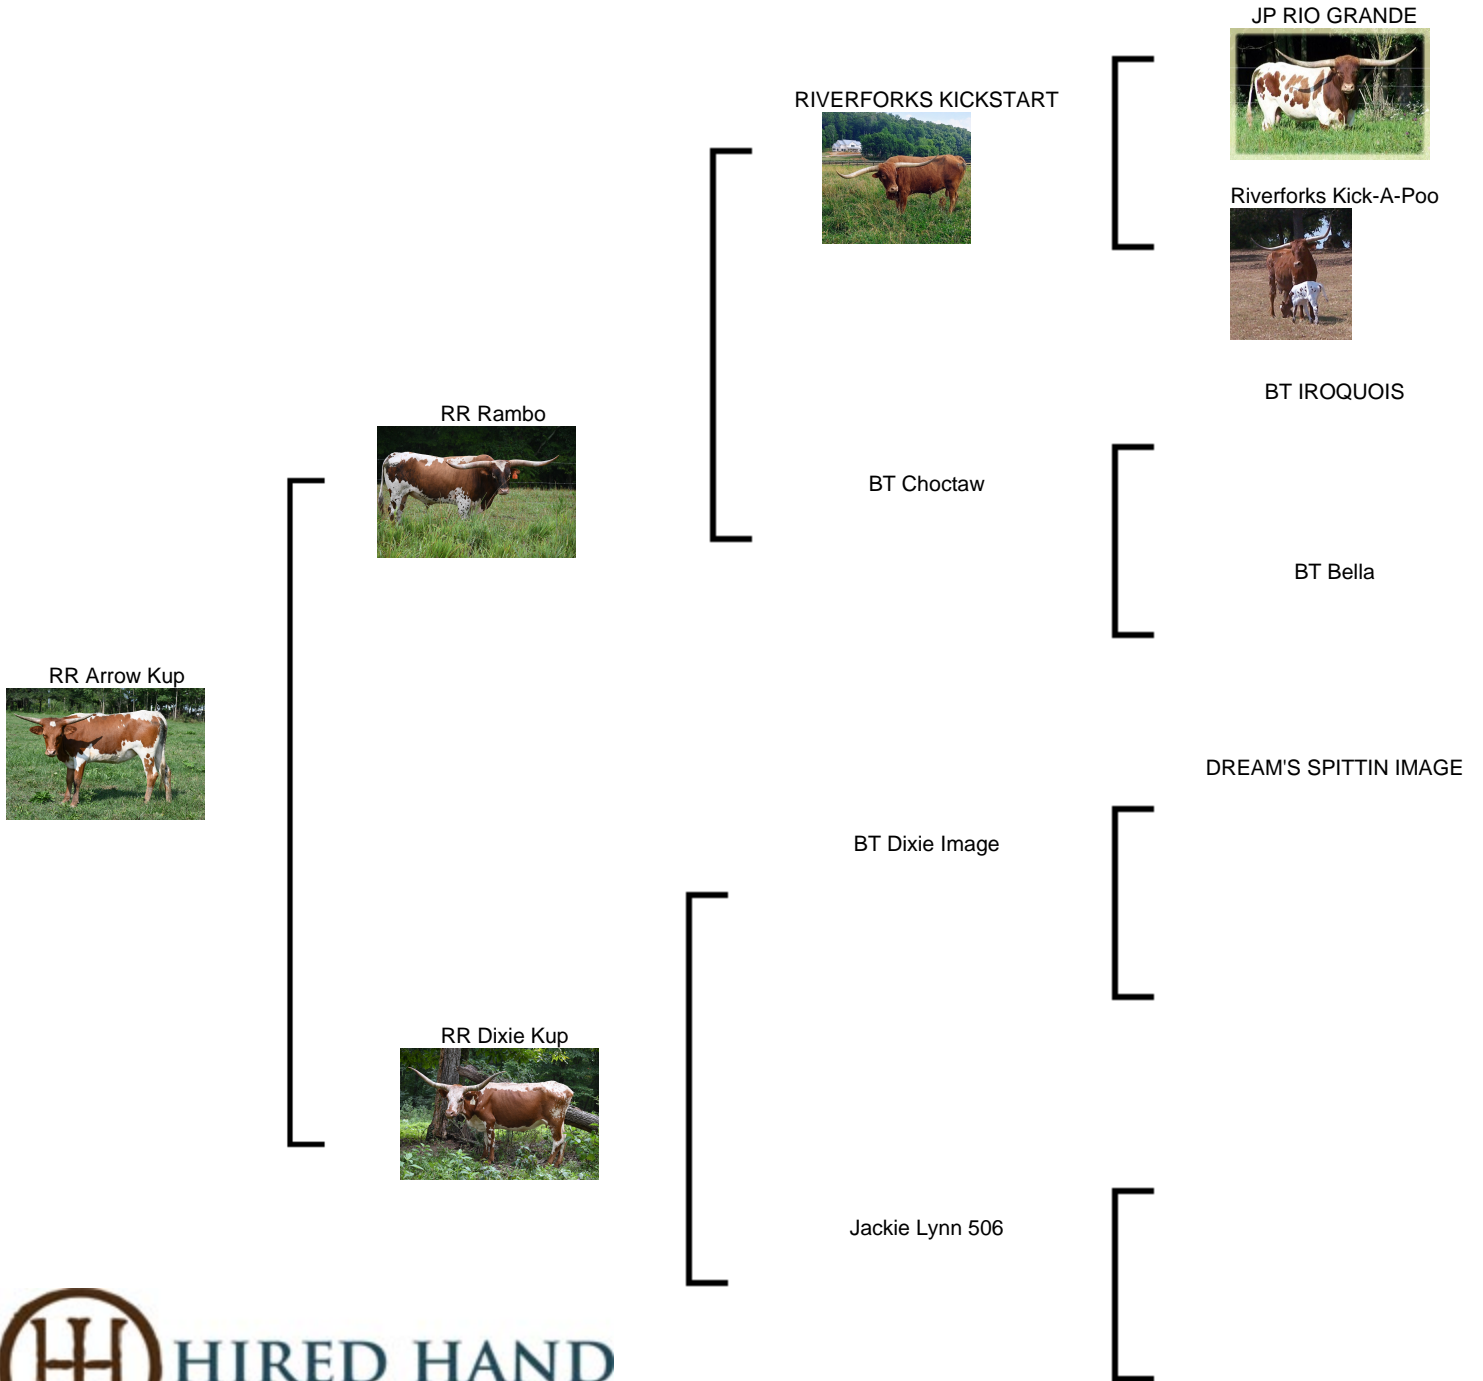 JP RIO GRANDE
RIVERFORKS KICKSTART
Riverforks Kick-A-Poo
BT IROQUOIS
RR Rambo
BT Choctaw
BT Bella
RR Arrow Kup
DREAM'S SPITTIN IMAGE
BT Dixie Image
RR Dixie Kup
Jackie Lynn 506
HIRED HAND